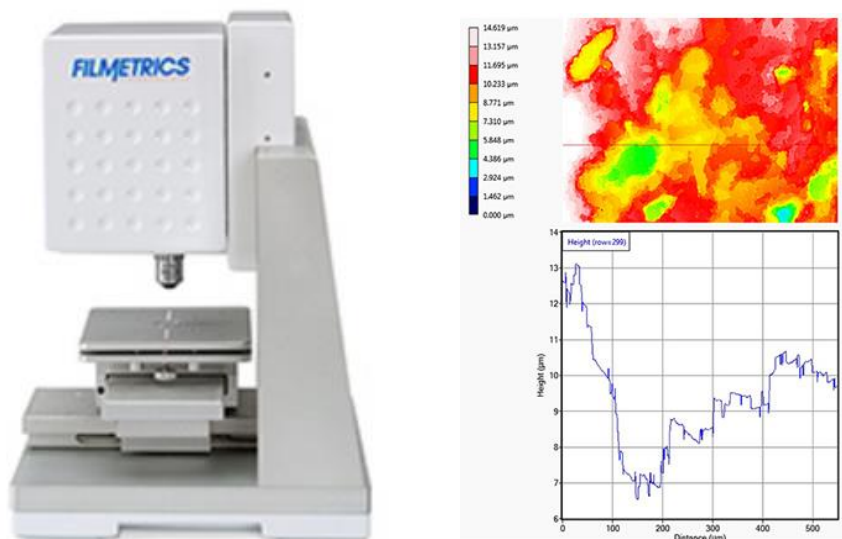 FILMETRICS
14.619 µm
13.157 µm
11.695 µm
10.233 µm
8.771 µm
7.310 µm
5.848 µm
4.386 µm
2.924 µm
1.462 µm
0.000 µm
Height (row=299)
Height (µm)
14
13
12
11
10
9
8
7
6
0
100
200
300
400
500
Distance (µm)